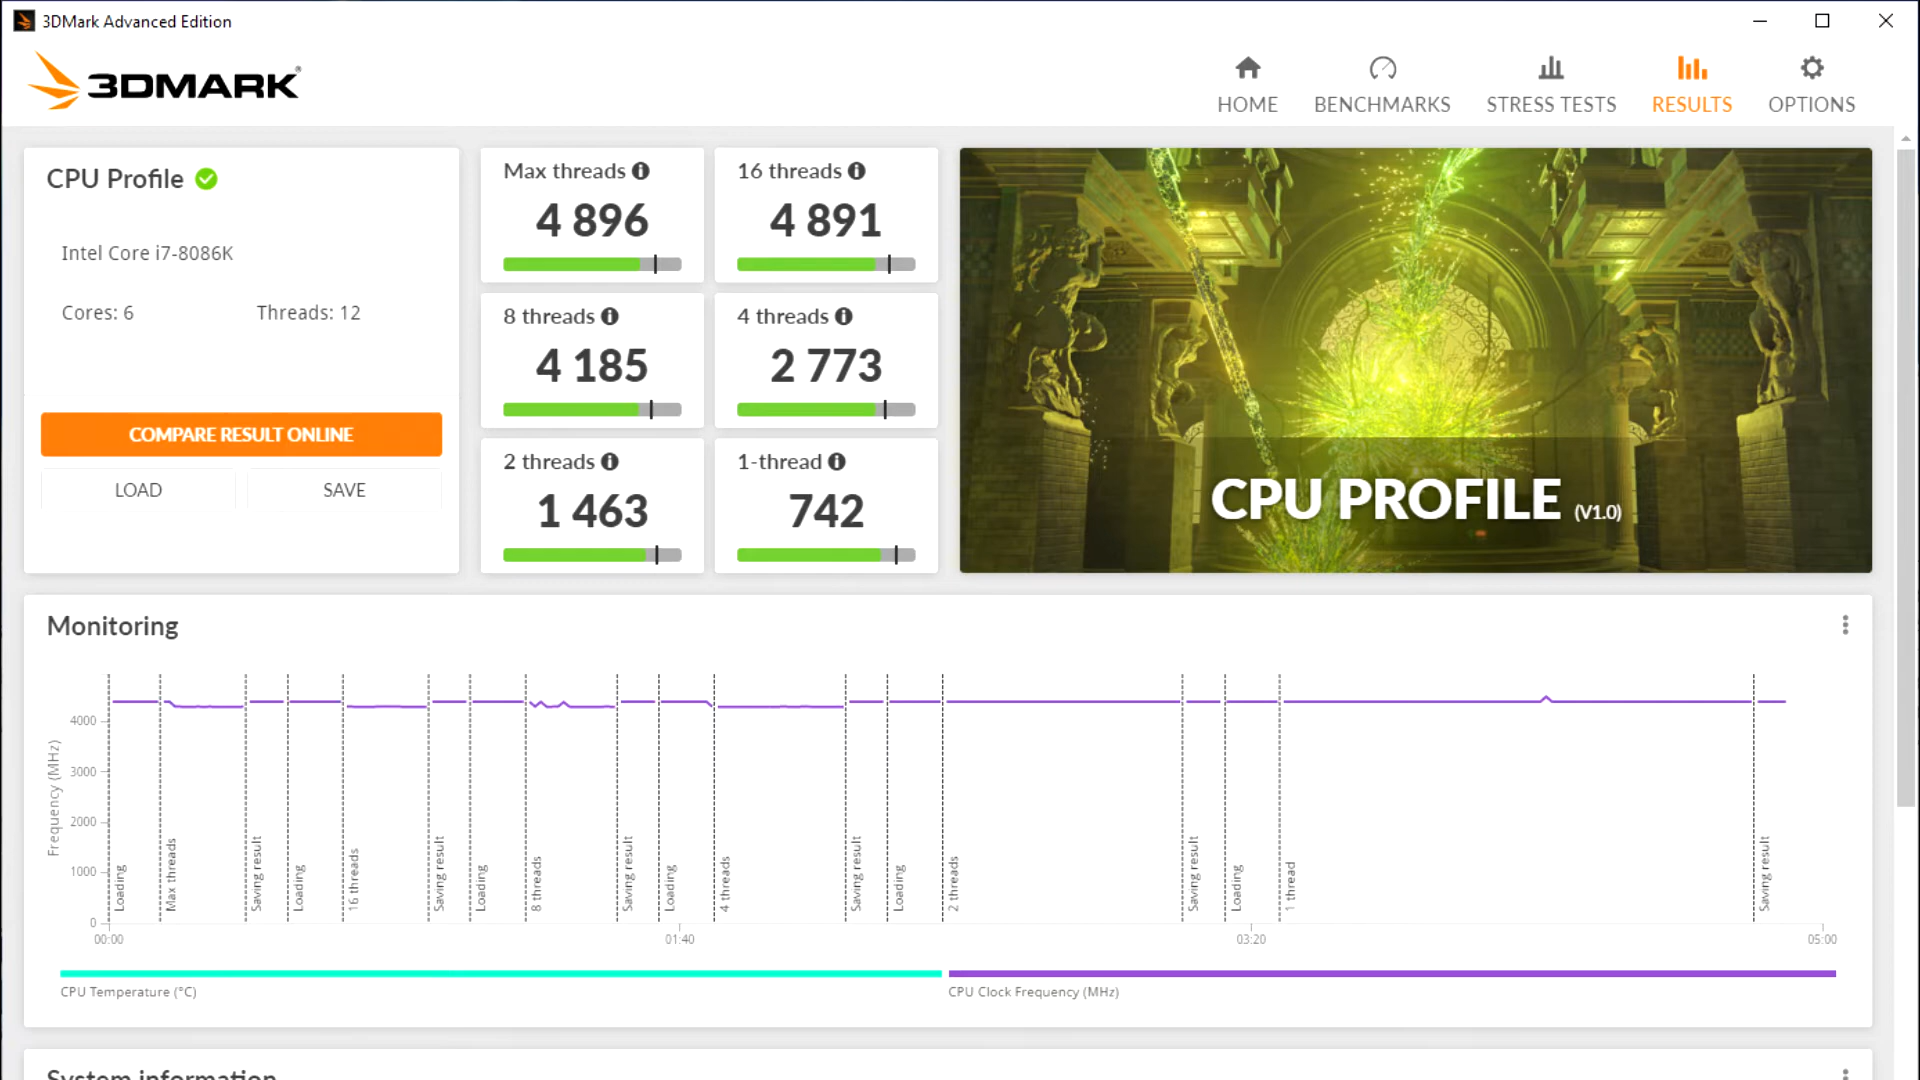 3DMark Advanced Edition
3DMARK®
HOME
BENCHMARKS
STRESS TESTS
RESULTS
OPTIONS
CPU Profile
Intel Core i7-8086K
Cores: 6
Threads: 12
COMPARE RESULT ONLINE
LOAD
SAVE
Max threads
4 896
16 threads
4 891
8 threads
4 185
4 threads
2 773
2 threads
1 463
1-thread
742
CPU PROFILE (V1.0)
Monitoring
Frequency (MHz)
4000
3000
2000
1000
0
Loading
Max threads
Saving result
Loading
16 threads
Saving result
Loading
8 threads
Saving result
Loading
4 threads
Saving result
Loading
2 threads
Saving result
Loading
1 thread
Saving result
00:00
01:40
03:20
05:00
CPU Temperature (°C)
CPU Clock Frequency (MHz)
System information